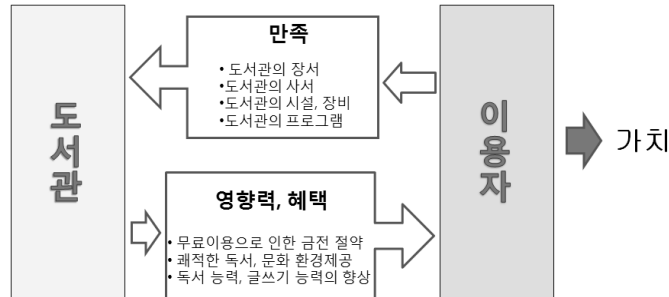 도서관
만족
• 도서관의 장서
• 도서관의 사서
• 도서관의 시설, 장비
• 도서관의 프로그램
영향력, 혜택
• 무료이용으로 인한 금전 절약
• 쾌적한 독서, 문화 환경제공
• 독서 능력, 글쓰기 능력의 향상
이용자
가치